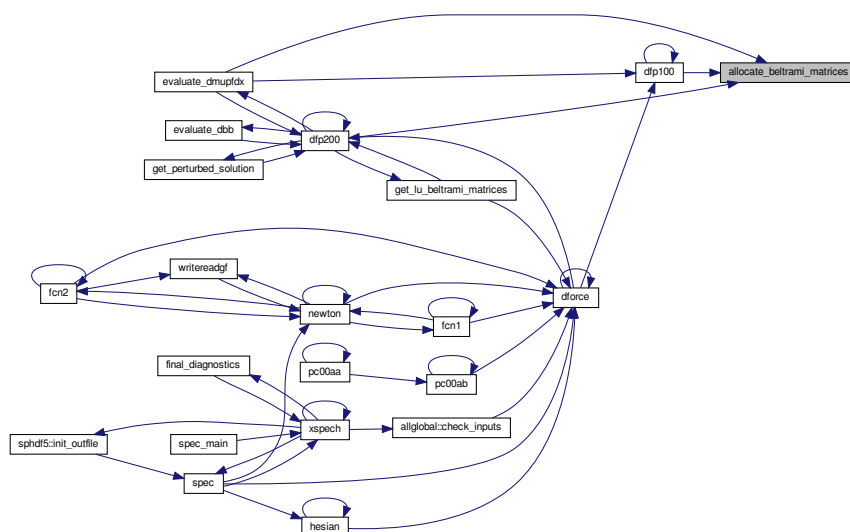 evaluate_dmupfdx
dfp100
allocate_beltrami_matrices
evaluate_dbb
dfp200
get_perturbed_solution
get_lu_beltrami_matrices
writereadgf
fcn2
dforce
newton
fcn1
final_diagnostics
pc00aa
pc00ab
xspech
allglobal::check_inputs
sphdf5::init_outfile
spec_main
spec
hesian